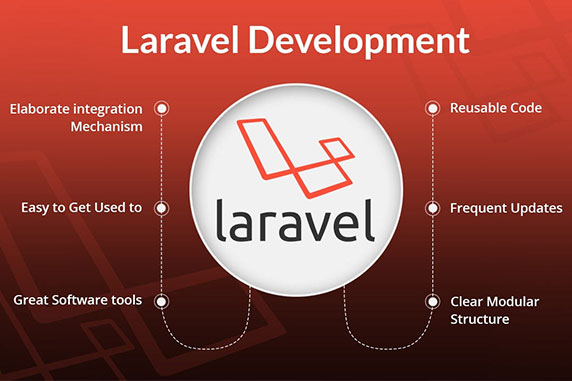 Laravel Development
Elaborate integration
Mechanism
Easy to Get Used to
Great Software tools
laravel
Reusable Code
Frequent Updates
Clear Modular
Structure